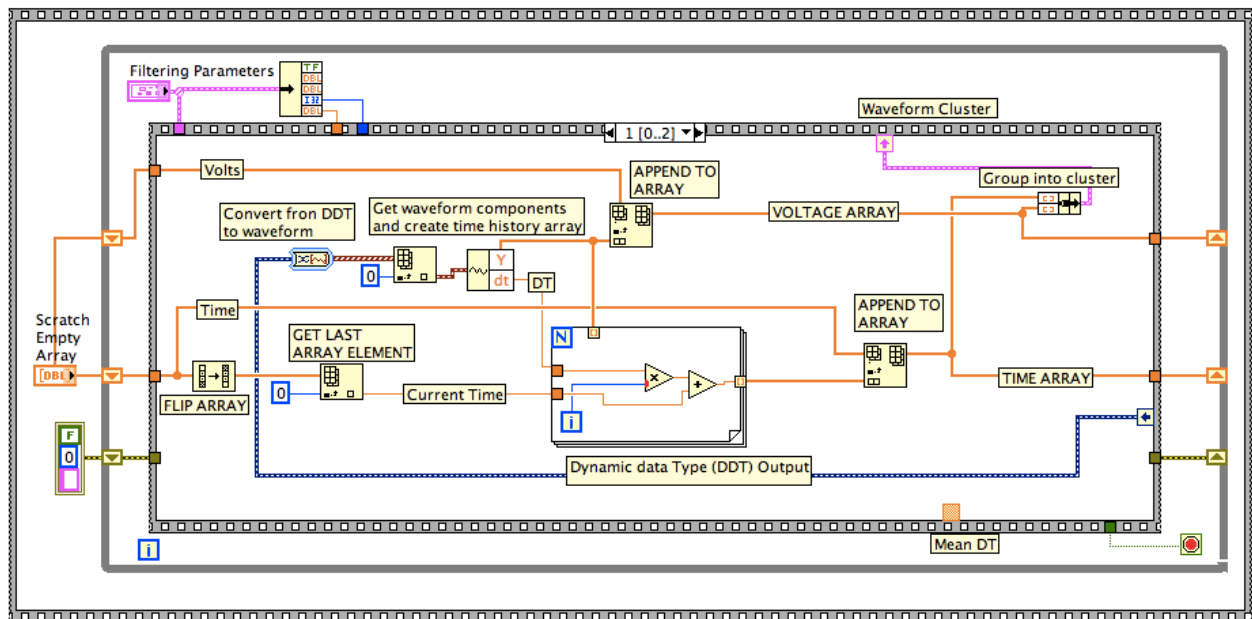 Filtering Parameters
TF
DBL
DBL
I32
DBL
Waveform Cluster
1 [0..2]
Volts
APPEND TO
ARRAY
Group into cluster
Convert fron DDT
to waveform
Get waveform components
and create time history array
VOLTAGE ARRAY
0
Y
dt
DT
Time
APPEND TO
ARRAY
Scratch
Empty
Array
DBL
GET LAST
ARRAY ELEMENT
N
0
FLIP ARRAY
Current Time
i
TIME ARRAY
F
0
Dynamic data Type (DDT) Output
i
Mean DT